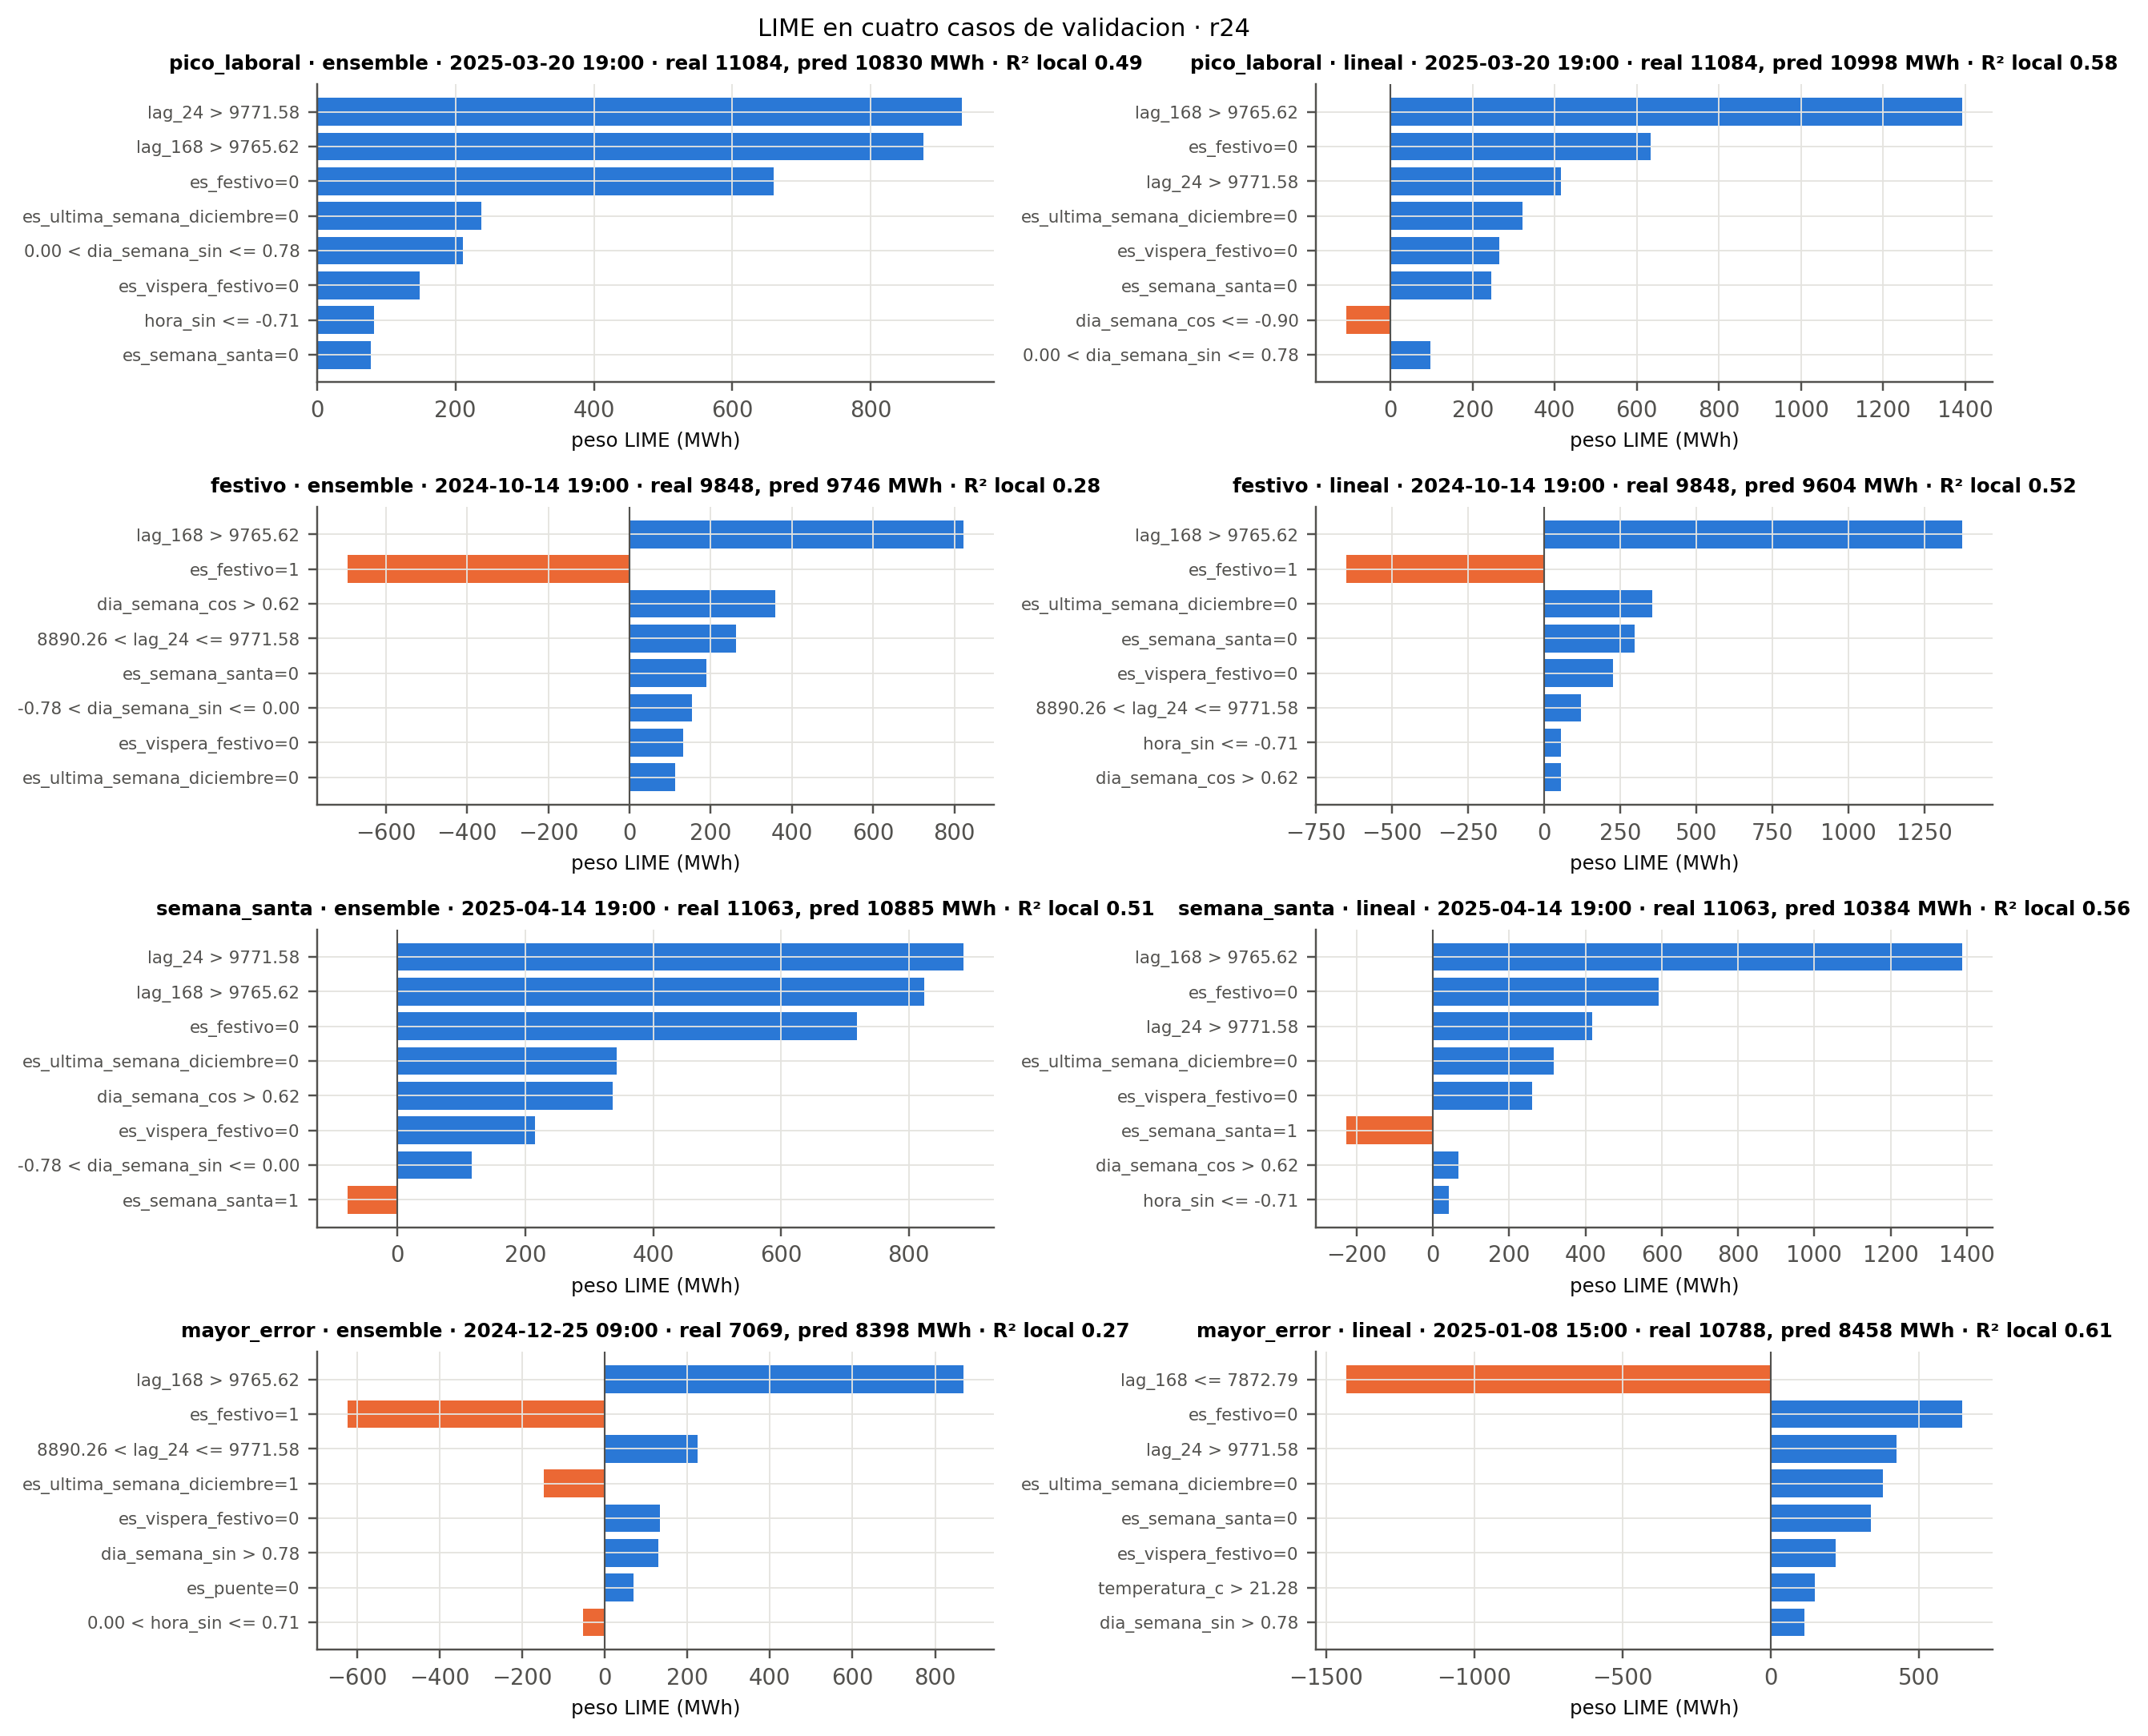 LIME en cuatro casos de validacion · r24
pico_laboral · ensemble · 2025-03-20 19:00 · real 11084, pred 10830 MWh · R² local 0.49
lag_24 > 9771.58
lag_168 > 9765.62
es_festivo=0
es_ultima_semana_diciembre=0
0.00 < dia_semana_sin <= 0.78
es_vispera_festivo=0
hora_sin <= -0.71
es_semana_santa=0
0 200 400 600 800
peso LIME (MWh)
pico_laboral · lineal · 2025-03-20 19:00 · real 11084, pred 10998 MWh · R² local 0.58
lag_168 > 9765.62
es_festivo=0
lag_24 > 9771.58
es_ultima_semana_diciembre=0
es_vispera_festivo=0
es_semana_santa=0
dia_semana_cos <= -0.90
0.00 < dia_semana_sin <= 0.78
0 200 400 600 800 1000 1200 1400
peso LIME (MWh)
festivo · ensemble · 2024-10-14 19:00 · real 9848, pred 9746 MWh · R² local 0.28
lag_168 > 9765.62
es_festivo=1
dia_semana_cos > 0.62
8890.26 < lag_24 <= 9771.58
es_semana_santa=0
-0.78 < dia_semana_sin <= 0.00
es_vispera_festivo=0
es_ultima_semana_diciembre=0
−600 −400 −200 0 200 400 600 800
peso LIME (MWh)
festivo · lineal · 2024-10-14 19:00 · real 9848, pred 9604 MWh · R² local 0.52
lag_168 > 9765.62
es_festivo=1
es_ultima_semana_diciembre=0
es_semana_santa=0
es_vispera_festivo=0
8890.26 < lag_24 <= 9771.58
hora_sin <= -0.71
dia_semana_cos > 0.62
−750 −500 −250 0 250 500 750 1000 1250
peso LIME (MWh)
semana_santa · ensemble · 2025-04-14 19:00 · real 11063, pred 10885 MWh · R² local 0.51
lag_24 > 9771.58
lag_168 > 9765.62
es_festivo=0
es_ultima_semana_diciembre=0
dia_semana_cos > 0.62
es_vispera_festivo=0
-0.78 < dia_semana_sin <= 0.00
es_semana_santa=1
0 200 400 600 800
peso LIME (MWh)
semana_santa · lineal · 2025-04-14 19:00 · real 11063, pred 10384 MWh · R² local 0.56
lag_168 > 9765.62
es_festivo=0
lag_24 > 9771.58
es_ultima_semana_diciembre=0
es_vispera_festivo=0
es_semana_santa=1
dia_semana_cos > 0.62
hora_sin <= -0.71
−200 0 200 400 600 800 1000 1200 1400
peso LIME (MWh)
mayor_error · ensemble · 2024-12-25 09:00 · real 7069, pred 8398 MWh · R² local 0.27
lag_168 > 9765.62
es_festivo=1
8890.26 < lag_24 <= 9771.58
es_ultima_semana_diciembre=1
es_vispera_festivo=0
dia_semana_sin > 0.78
es_puente=0
0.00 < hora_sin <= 0.71
−600 −400 −200 0 200 400 600 800
peso LIME (MWh)
mayor_error · lineal · 2025-01-08 15:00 · real 10788, pred 8458 MWh · R² local 0.61
lag_168 <= 7872.79
es_festivo=0
lag_24 > 9771.58
es_ultima_semana_diciembre=0
es_semana_santa=0
es_vispera_festivo=0
temperatura_c > 21.28
dia_semana_sin > 0.78
−1500 −1000 −500 0 500
peso LIME (MWh)